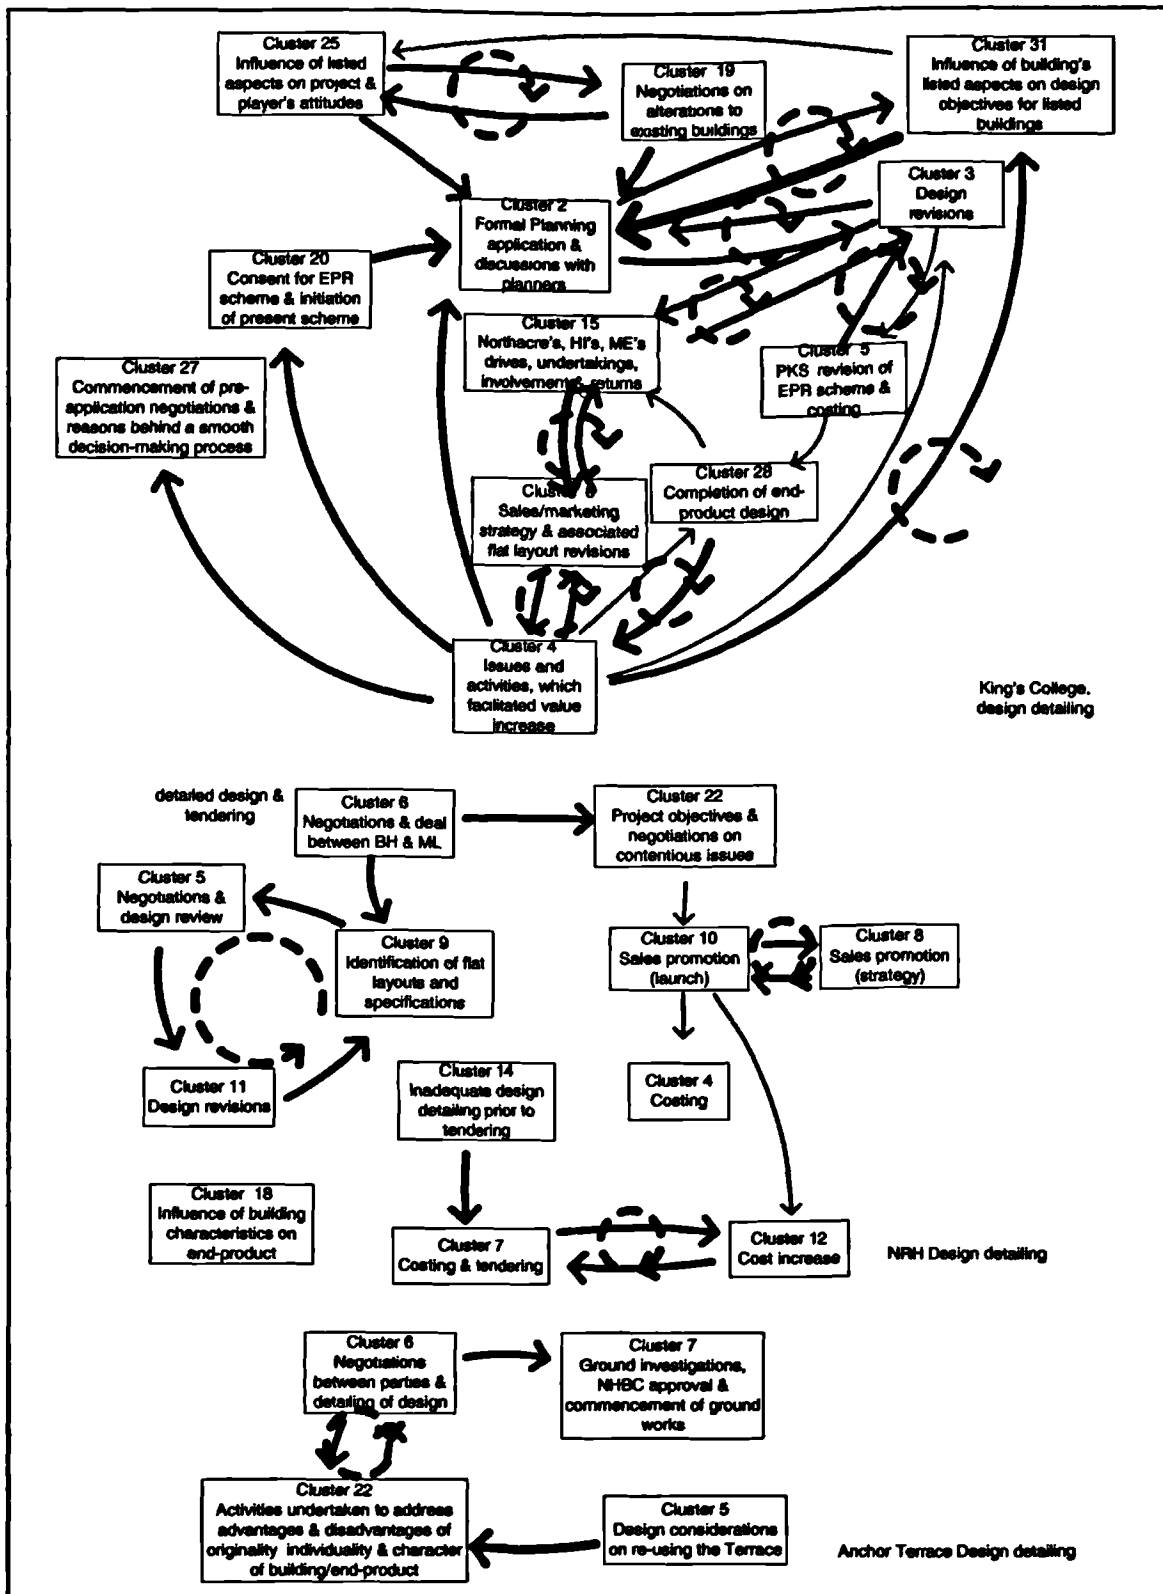 Cluster 25
Influence of listed
aspects on project &
player's attitudes
Cluster 19
Negotiations on
alterations to
existing buildings
Cluster 31
Influence of building's
listed aspects on design
objectives for listed
buildings
Cluster 3
Design
revisions
Cluster 2
Formal Planning
application &
discussions with
planners
Cluster 20
Consent for EPR
scheme & initiation
of present scheme
Cluster 15
Northacre's, HI's, ME's
drives, undertakings,
involvement & returns
Cluster 5
PKS revision of
EPR scheme &
costing
Cluster 27
Commencement of pre-
application negotiations &
reasons behind a smooth
decision-making process
Cluster 28
Completion of end-
product design
Cluster
Sales/marketing
strategy & associated
flat layout revisions
Cluster 4
Issues and
activities, which
facilitated value
increase
King's College.
design detailing
detailed design &
tendering
Cluster 6
Negotiations & deal
between BH & ML
Cluster 22
Project objectives &
negotiations on
contentious issues
Cluster 5
Negotiations &
design review
Cluster 9
Identification of flat
layouts and
specifications
Cluster 10
Sales promotion
(launch)
Cluster 8
Sales promotion
(strategy)
Cluster 11
Design revisions
Cluster 14
Inadequate design
detailing prior to
tendering
Cluster 4
Costing
Cluster 18
Influence of building
characteristics on
end-product
Cluster 7
Costing & tendering
Cluster 12
Cost increase
NRH Design detailing
Cluster 6
Negotiations
between parties &
detailing of design
Cluster 7
Ground investigations,
NHBC approval &
commencement of ground
works
Cluster 22
Activities undertaken to address
advantages & disadvantages of
originality individuality & character
of building/end-product
Cluster 5
Design considerations
on re-using the Terrace
Anchor Terrace Design detailing